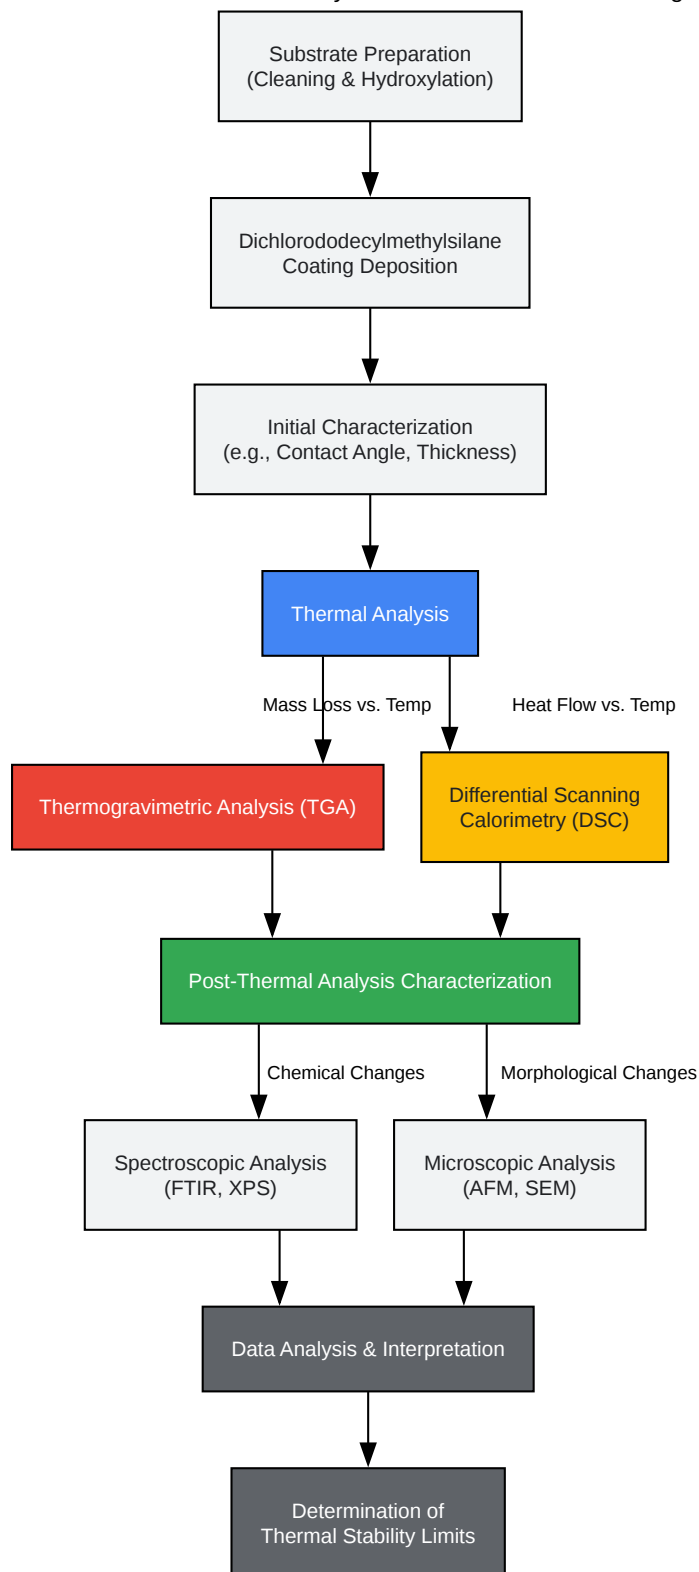 Substrate Preparation
(Cleaning & Hydroxylation)
Dichlorododecylmethylsilane
Coating Deposition
Initial Characterization
(e.g., Contact Angle, Thickness)
Thermal Analysis
Mass Loss vs. Temp
Heat Flow vs. Temp
Thermogravimetric Analysis (TGA)
Differential Scanning
Calorimetry (DSC)
Post-Thermal Analysis Characterization
Chemical Changes
Morphological Changes
Spectroscopic Analysis
(FTIR, XPS)
Microscopic Analysis
(AFM, SEM)
Data Analysis & Interpretation
Determination of
Thermal Stability Limits